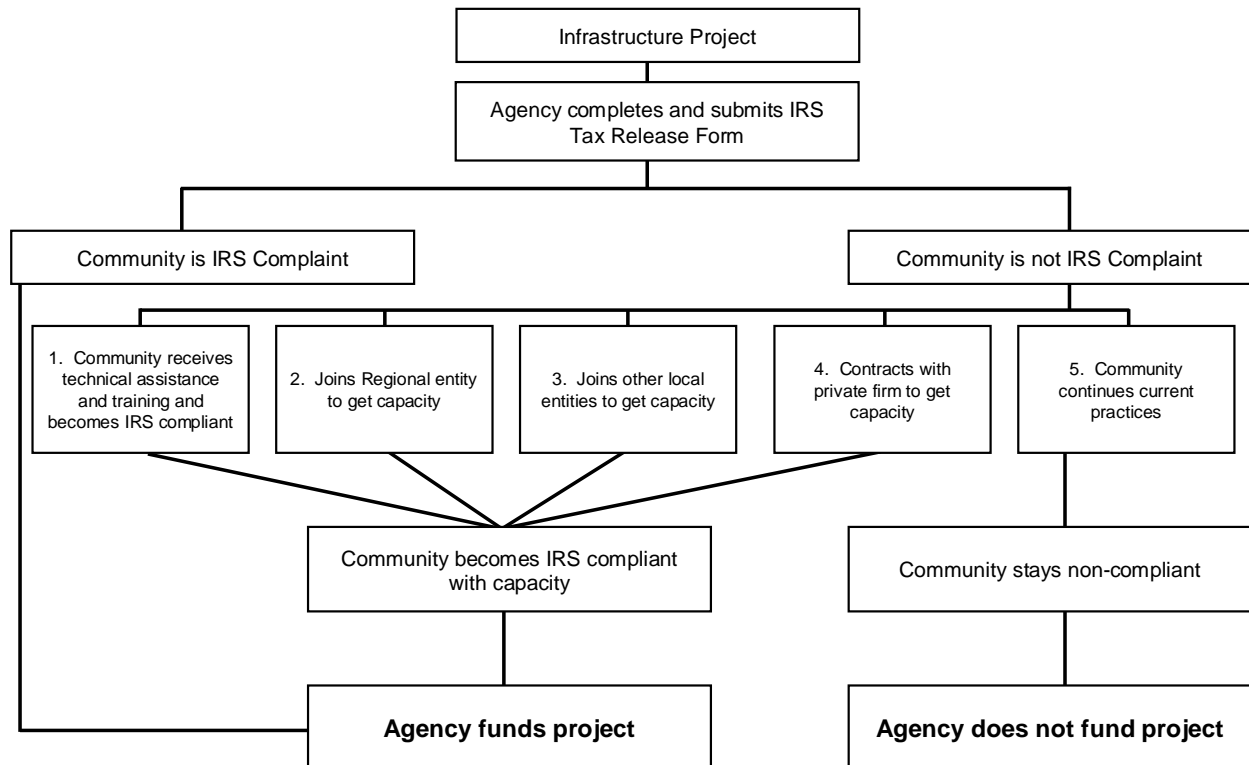 Infrastructure Project
Agency completes and submits IRS
Tax Release Form
Community is IRS Complaint
Community is not IRS Complaint
1. Community receives
technical assistance
and training and
becomes IRS compliant
2. Joins Regional entity
to get capacity
3. Joins other local
entities to get capacity
4. Contracts with
private firm to get
capacity
5. Community
continues current
practices
Community becomes IRS compliant
with capacity
Community stays non-compliant
Agency funds project
Agency does not fund project